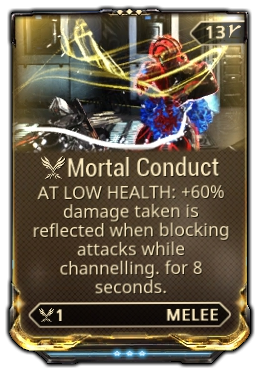 13
Mortal Conduct
AT LOW HEALTH: +60%
damage taken is
reflected when blocking
attacks while
channelling. for 8
seconds.
1 MELEE